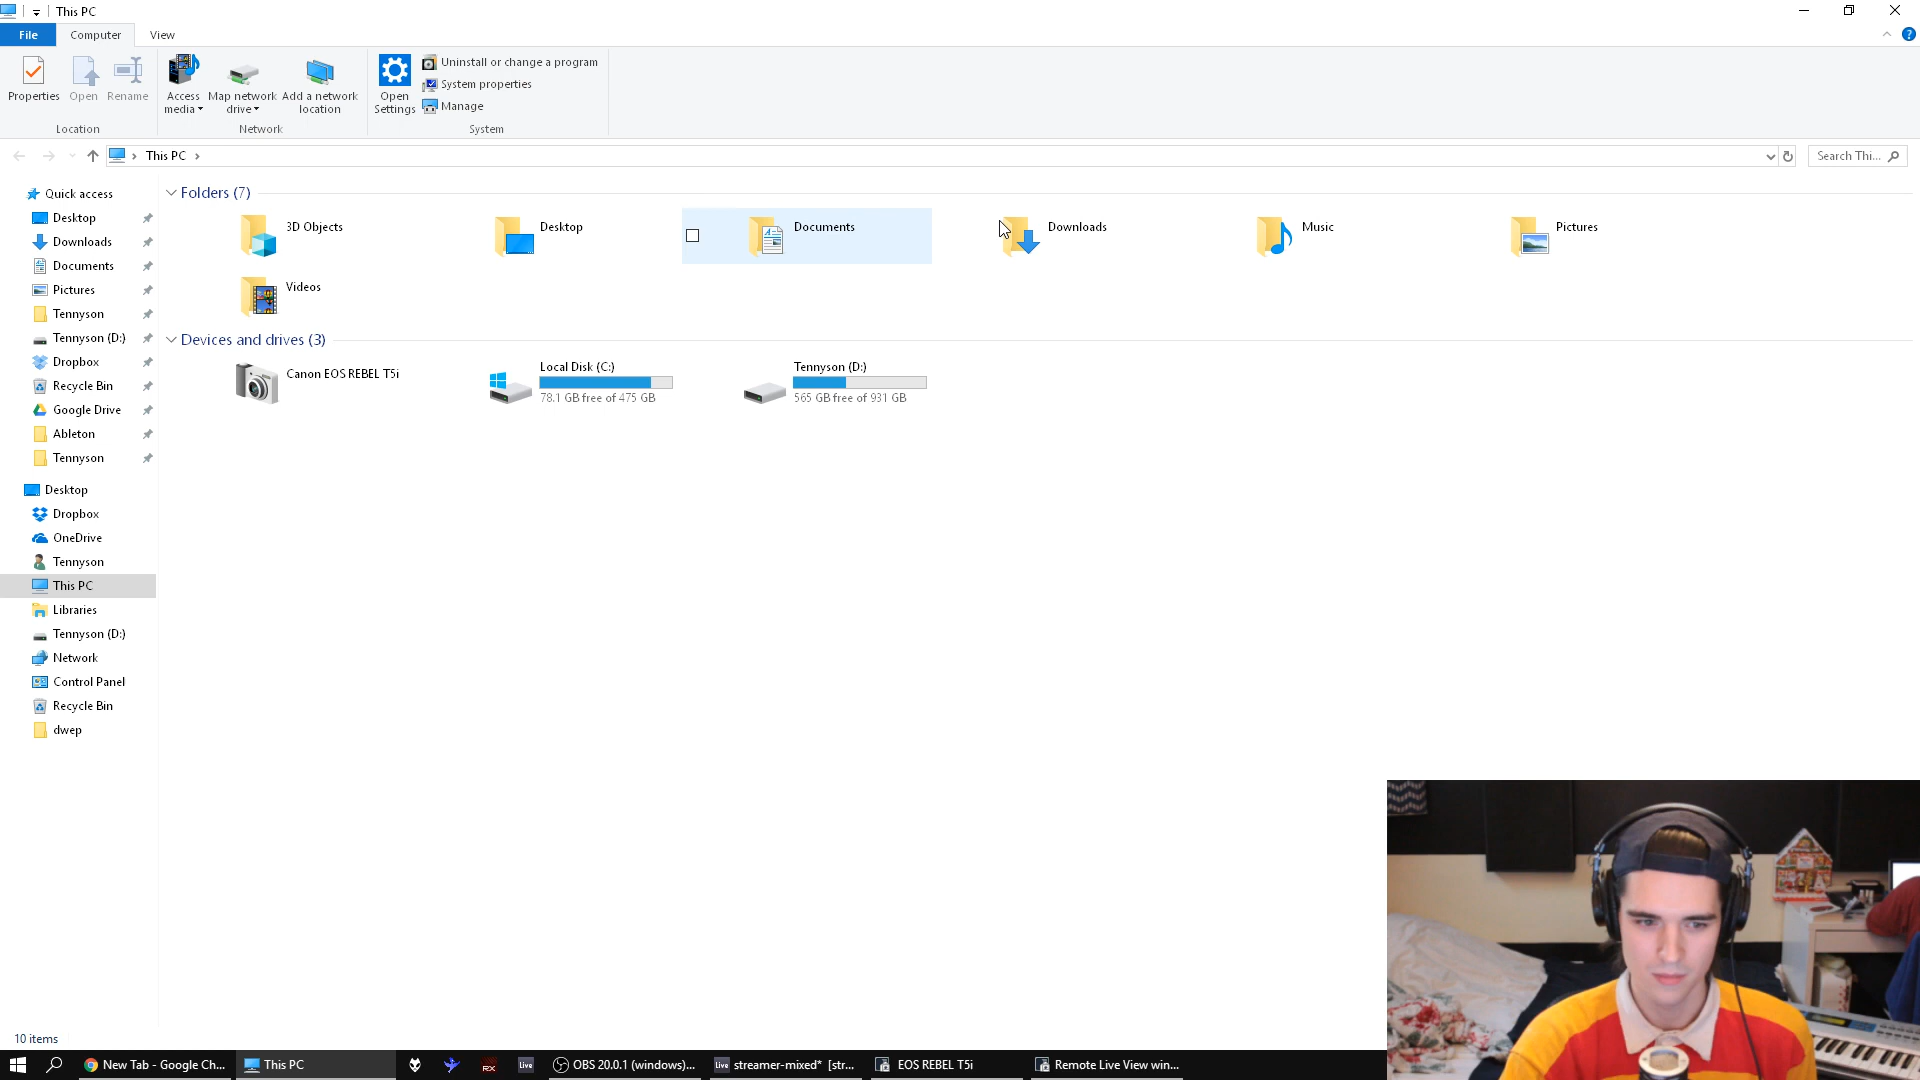 This PC
File
Computer
View
Properties
Open
Rename
Location
Access media
Map network drive
Add a network location
Network
Open Settings
Uninstall or change a program
System properties
Manage
System
This PC
Search Thi...
Quick access
Desktop
Downloads
Documents
Pictures
Tennyson
Tennyson (D:)
Dropbox
Recycle Bin
Google Drive
Ableton
Tennyson
Desktop
Dropbox
OneDrive
Tennyson
This PC
Libraries
Tennyson (D:)
Network
Control Panel
Recycle Bin
dwep
Folders (7)
3D Objects
Desktop
Documents
Downloads
Music
Pictures
Videos
Devices and drives (3)
Canon EOS REBEL T5i
Local Disk (C:)
78.1 GB free of 475 GB
Tennyson (D:)
565 GB free of 931 GB
10 items
New Tab - Google Ch...
This PC
RX
Live
OBS 20.0.1 (windows)...
Live
streamer-mixed* [str...
EOS REBEL T5i
Remote Live View win...